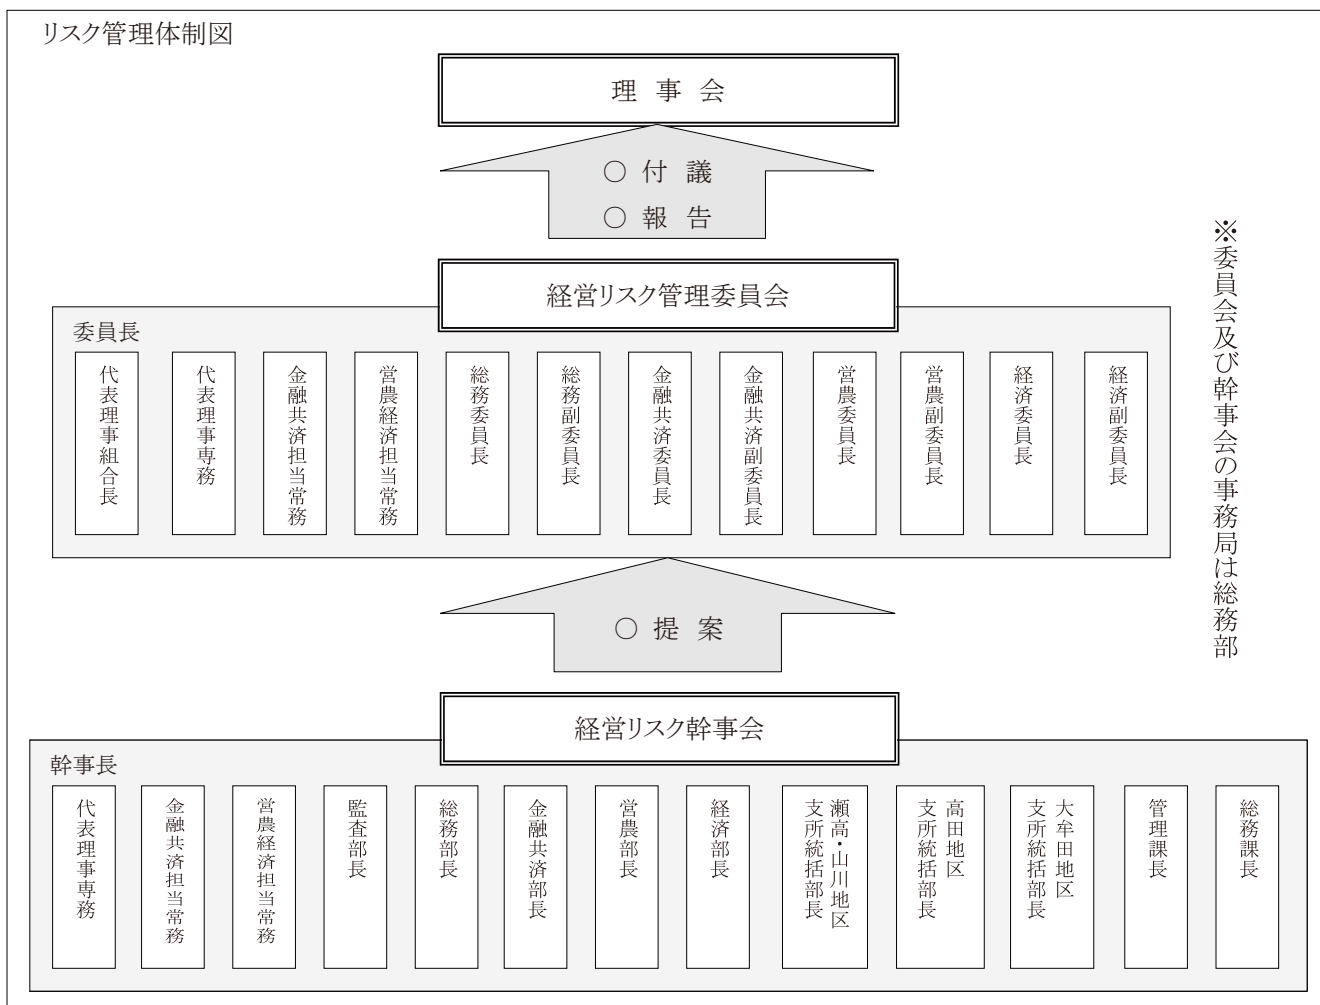 リスク管理体制図
理事会
○ 付議
○ 報告
経営リスク管理委員会
委員長
代表理事組合長
代表理事専務
金融共済担当常務
営農経済担当常務
総務委員長
総務副委員長
金融共済委員長
金融共済副委員長
営農委員長
営農副委員長
経済委員長
経済副委員長
※委員会及び幹事会の事務局は総務部
○ 提案
経営リスク幹事会
幹事長
代表理事専務
金融共済担当常務
営農経済担当常務
監査部長
総務部長
金融共済部長
営農部長
経済部長
瀬高・山川地区
支所統括部長
高田地区
支所統括部長
大牟田地区
支所統括部長
管理課長
総務課長